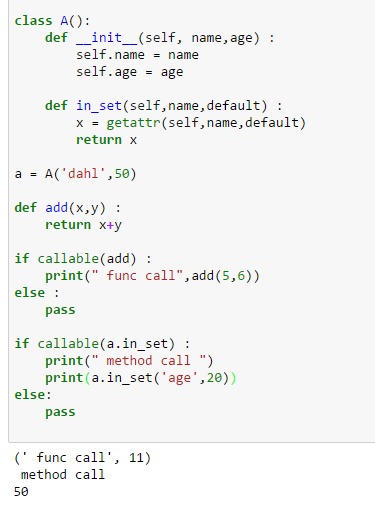 class A():
    def __init__(self, name,age) :
        self.name = name
        self.age = age

    def in_set(self,name,default) :
        x = getattr(self,name,default)
        return x

a = A('dahl',50)

def add(x,y) :
    return x+y

if callable(add) :
    print(" func call",add(5,6))
else :
    pass

if callable(a.in_set) :
    print(" method call ")
    print(a.in_set('age',20))
else:
    pass

(' func call', 11)
 method call
50